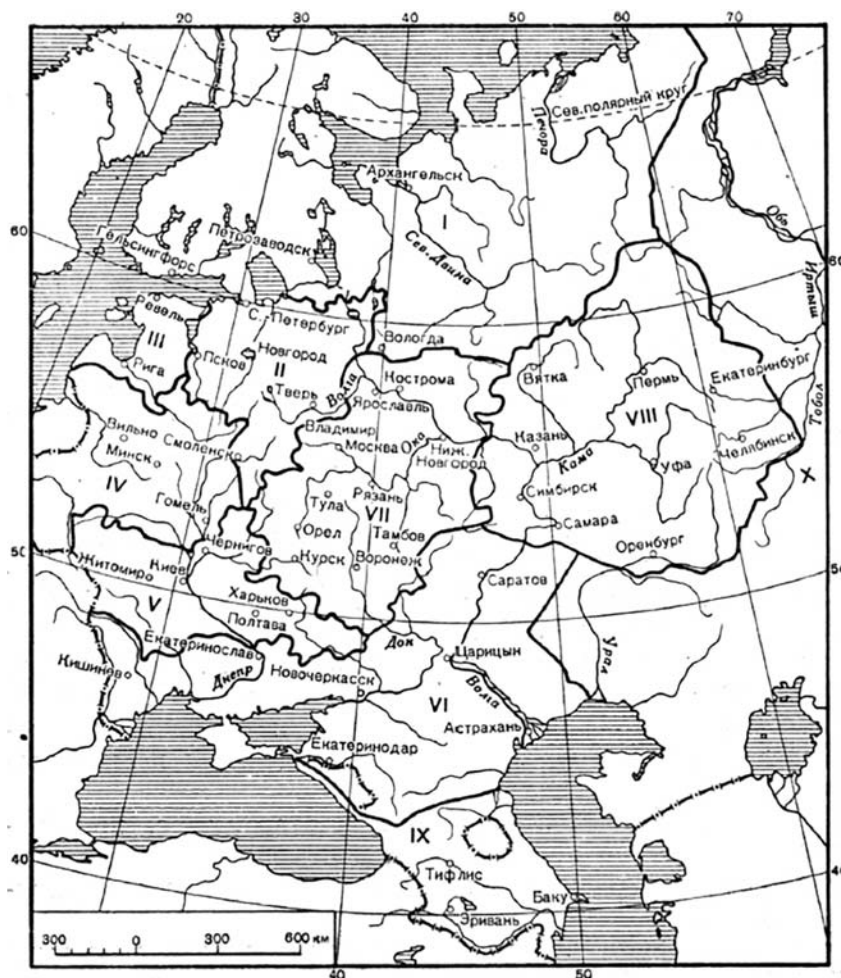 20 30 40 50 60 70
Сев. полярный круг
Печора
Архангельск
I
Обь
Сев. Двина
60
Петрозаводск
Гельсингфорс
60
Иртыш
Ревель
С.-Петербург
III
Вологда
Псков
Новгород
II
Рига
Кострома
Вятка
Пермь
Екатеринбург
Тверь
Волга
Ярославль
VIII
Тобол
Вильно
Смоленск
Владимир
Минск
Москва
Ока
Ниж. Новгород
Казань
Кама
Челябинск
Уфа
X
IV
Симбирск
Гомель
Тула
Рязань
VII
Самара
Орел
Тамбов
Оренбург
50
Чернигов
Житомир
Киев
Курск
Воронеж
Саратов
50
V
Харьков
Полтава
Урал
Екатеринослав
Дон
Царицын
Кишинев
Днепр
Новочеркасск
Волга
VI
Астрахань
Екатеринодар
IX
40
Тифлис
40
Баку
Эривань
300 0 300 600 км
40 50